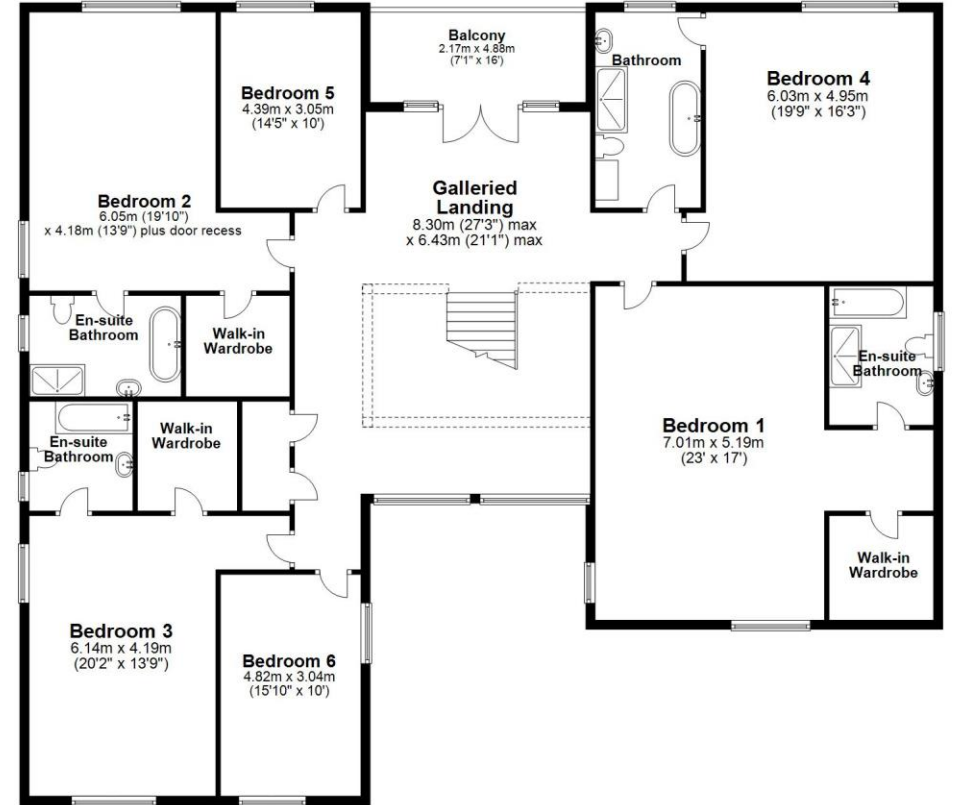 Balcony
2.17m x 4.88m
(7'1" x 16')
Bedroom 5
4.39m x 3.05m
(14'5" x 10')
Bathroom
Bedroom 4
6.03m x 4.95m
(19'9" x 16'3")
Bedroom 2
6.05m (19'10")
x 4.18m (13'9") plus door recess
Galleried
Landing
8.30m (27'3") max
x 6.43m (21'1") max
En-suite
Bathroom
Walk-in
Wardrobe
En-suite
Bathroom
En-suite
Bathroom
Walk-in
Wardrobe
Bedroom 1
7.01m x 5.19m
(23' x 17')
Walk-in
Wardrobe
Bedroom 3
6.14m x 4.19m
(20'2" x 13'9")
Bedroom 6
4.82m x 3.04m
(15'10" x 10')